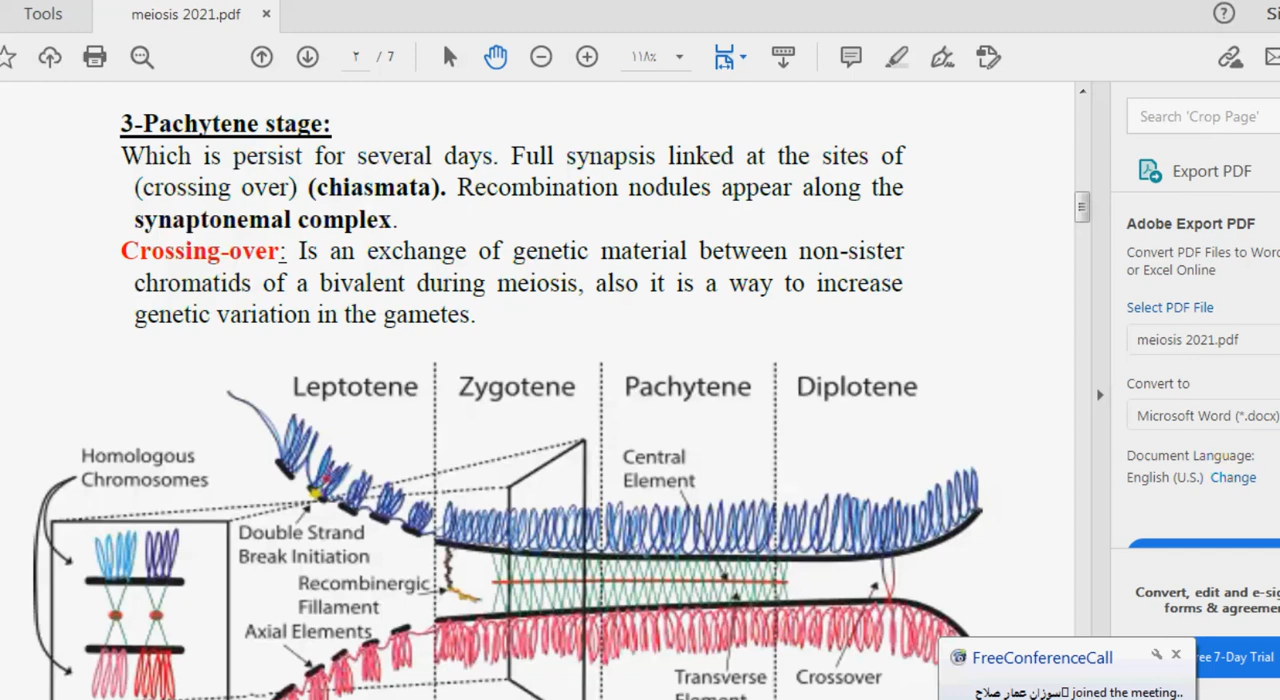 Tools
meiosis 2021.pdf ×
٢ / 7
١١٨٪
3-Pachytene stage:
Which is persist for several days. Full synapsis linked at the sites of
(crossing over) (chiasmata). Recombination nodules appear along the
synaptonemal complex.
Crossing-over: Is an exchange of genetic material between non-sister
chromatids of a bivalent during meiosis, also it is a way to increase
genetic variation in the gametes.
Leptotene Zygotene Pachytene Diplotene
Homologous
Chromosomes
Central
Element
Double Strand
Break Initiation
Recombinergic
Fillament
Axial Elements
Transverse
Crossover
Search 'Crop Page'
Export PDF
Adobe Export PDF
Convert PDF Files to Word
or Excel Online
Select PDF File
meiosis 2021.pdf
Convert to
Microsoft Word (*.docx)
Document Language:
English (U.S.) Change
Convert, edit and e-sig
forms & agreeme
ree 7-Day Trial
FreeConferenceCall
سوزان عمار صلاح joined the meeting..